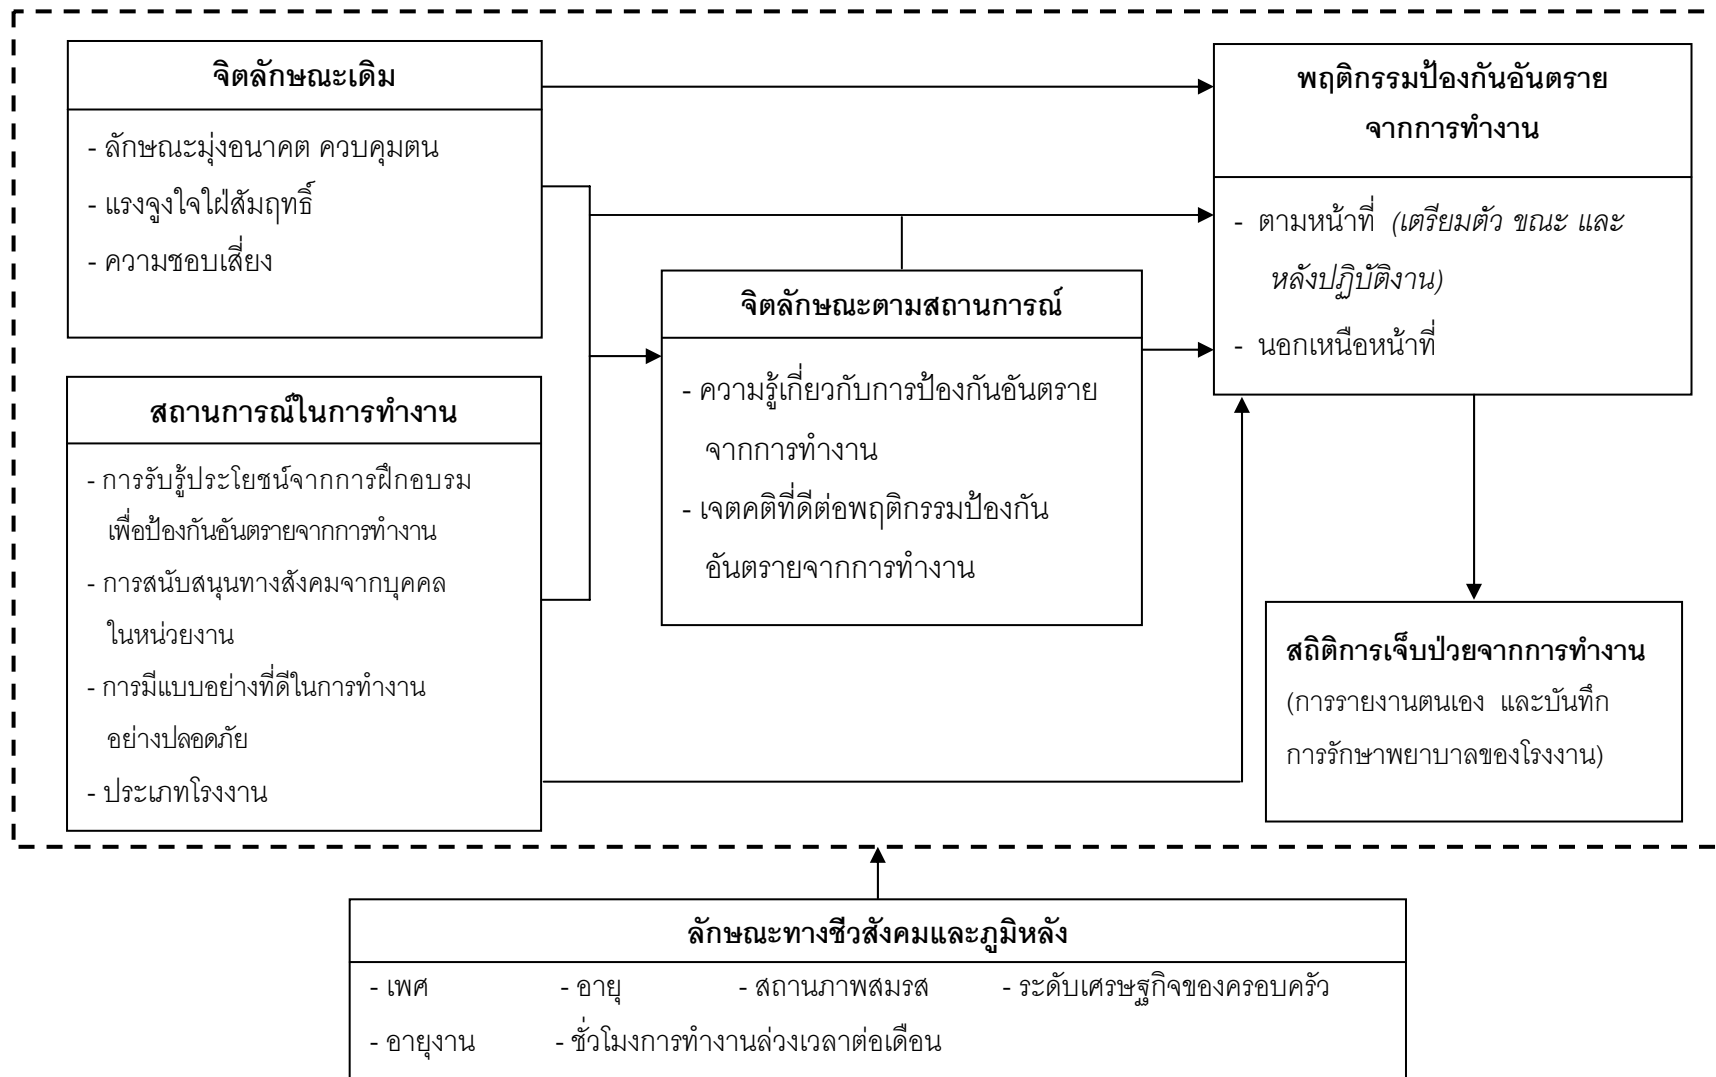 จิตลักษณะเดิม
- ลักษณะมุ่งอนาคต ควบคุมตน
- แรงจูงใจใฝ่สัมฤทธิ์
- ความชอบเสี่ยง
สถานการณ์ในการทำงาน
- การรับรู้ประโยชน์จากการฝึกอบรม
เพื่อป้องกันอันตรายจากการทำงาน
- การสนับสนุนทางสังคมจากบุคคล
ในหน่วยงาน
- การมีแบบอย่างที่ดีในการทำงาน
อย่างปลอดภัย
- ประเภทโรงงาน
จิตลักษณะตามสถานการณ์
- ความรู้เกี่ยวกับการป้องกันอันตราย
จากการทำงาน
- เจตคติที่ดีต่อพฤติกรรมป้องกัน
อันตรายจากการทำงาน
พฤติกรรมป้องกันอันตราย
จากการทำงาน
- ตามหน้าที่ (เตรียมตัว ขณะ และ
หลังปฏิบัติงาน)
- นอกเหนือหน้าที่
สถิติการเจ็บป่วยจากการทำงาน
(การรายงานตนเอง และบันทึก
การรักษาพยาบาลของโรงงาน)
ลักษณะทางชีวสังคมและภูมิหลัง
- เพศ - อายุ - สถานภาพสมรส - ระดับเศรษฐกิจของครอบครัว
- อายุงาน - ชั่วโมงการทำงานล่วงเวลาต่อเดือน